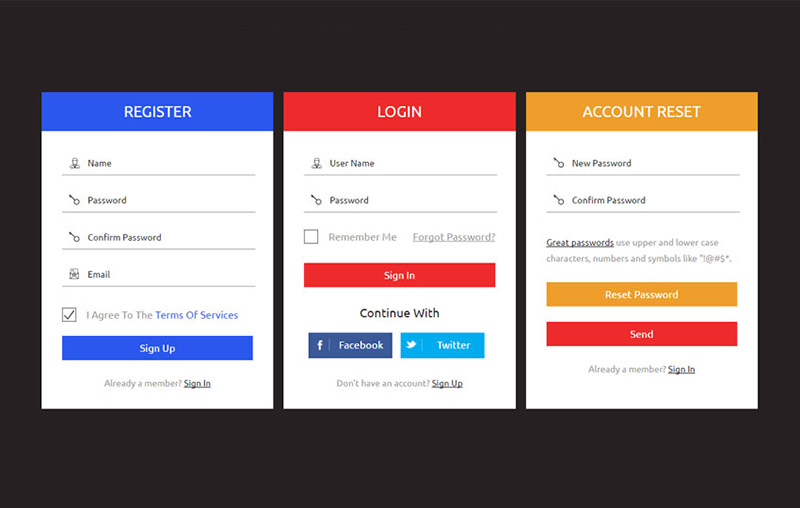 REGISTER
Name
Password
Confirm Password
Email
I Agree To The Terms Of Services
Sign Up
Already a member? Sign In
LOGIN
User Name
Password
Remember Me Forgot Password?
Sign In
Continue With
f Facebook Twitter
Don't have an account? Sign Up
ACCOUNT RESET
New Password
Confirm Password
Great passwords use upper and lower case
characters, numbers and symbols like "!@#$*.
Reset Password
Send
Already a member? Sign In